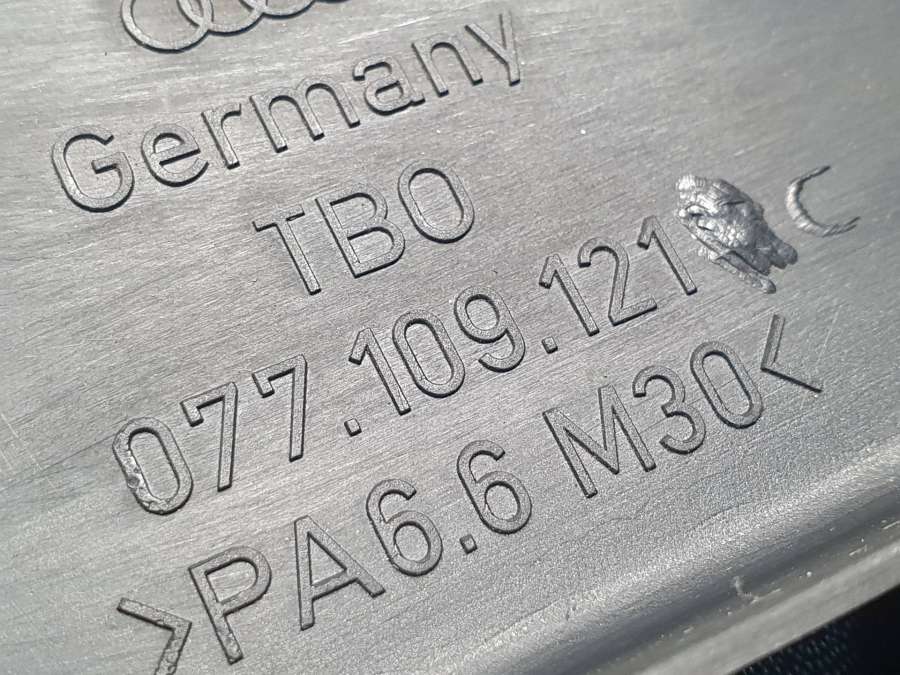 Germany
TBO
077.109.121 C
>PA6.6 M30<